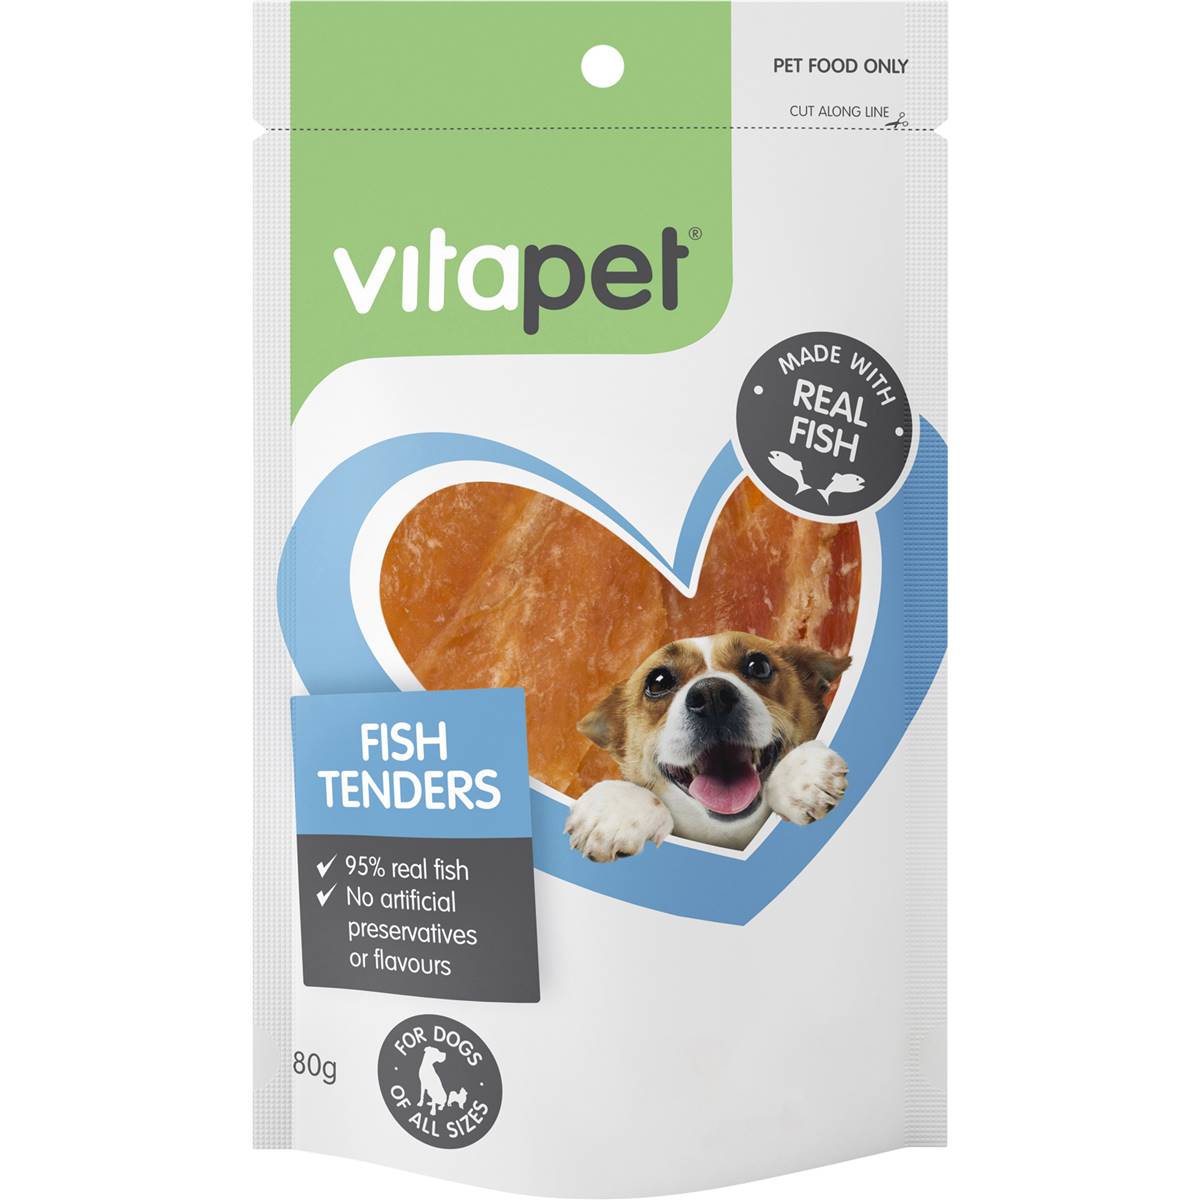 PET FOOD ONLY
CUT ALONG LINE
vitapet®
MADE WITH
REAL
FISH
FISH
TENDERS
95% real fish
No artificial
preservatives
or flavours
80g
FOR DOGS
OF ALL SIZES